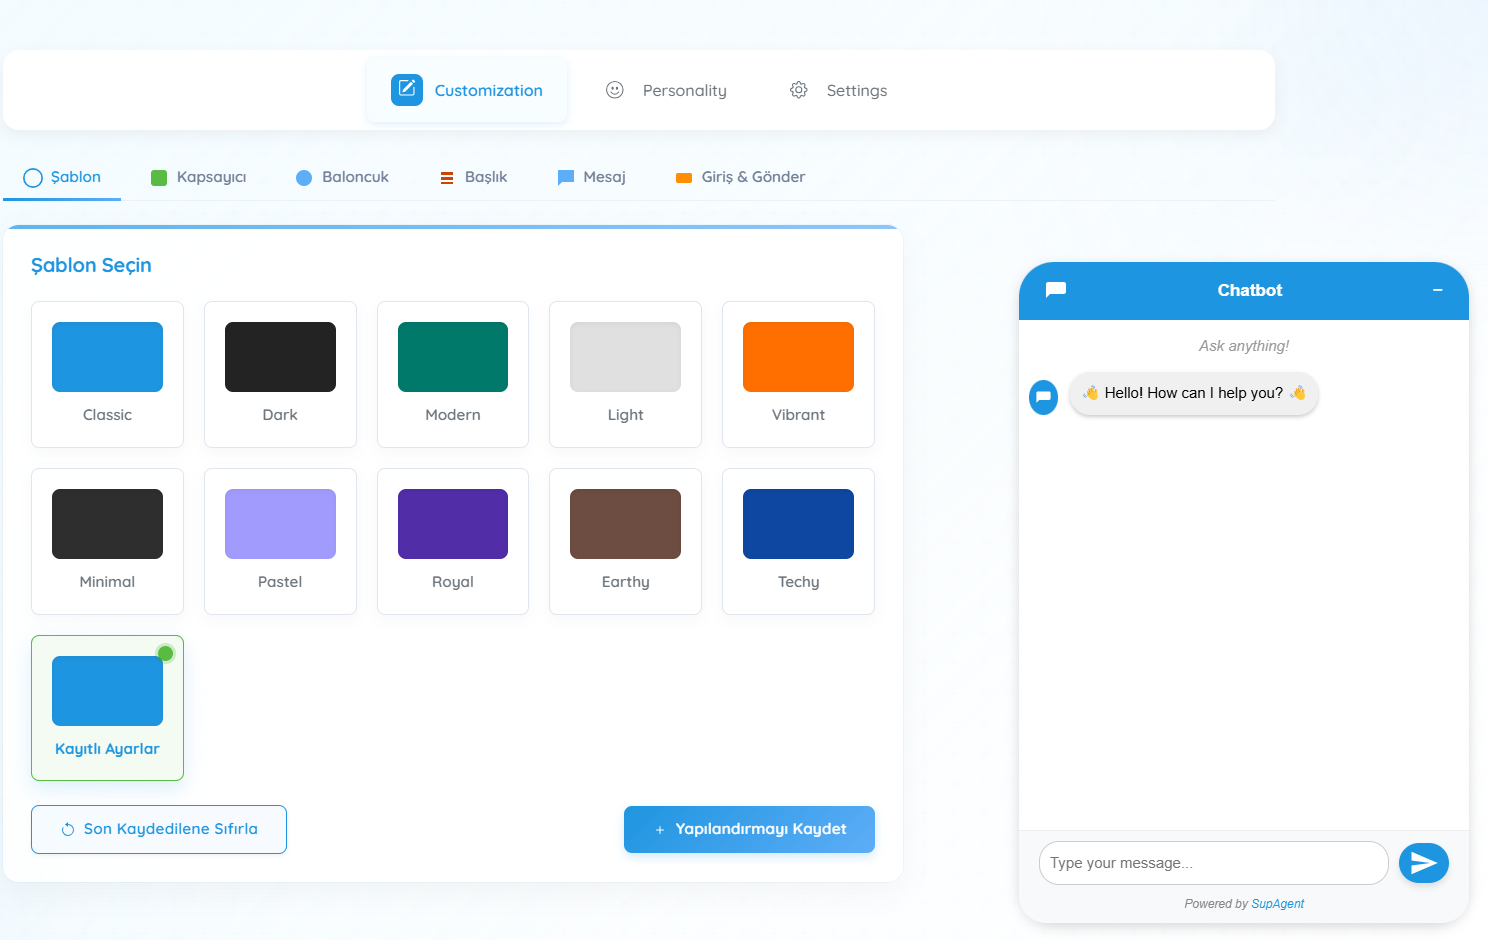 Customization
Personality
Settings
Şablon
Kapsayıcı
Baloncuk
Başlık
Mesaj
Giriş & Gönder
Şablon Seçin
Classic
Dark
Modern
Light
Vibrant
Minimal
Pastel
Royal
Earthy
Techy
Kayıtlı Ayarlar
Son Kaydedilene Sıfırla
+ Yapılandırmayı Kaydet
Chatbot
Ask anything!
👋 Hello! How can I help you? 👋
Type your message...
Powered by SupAgent